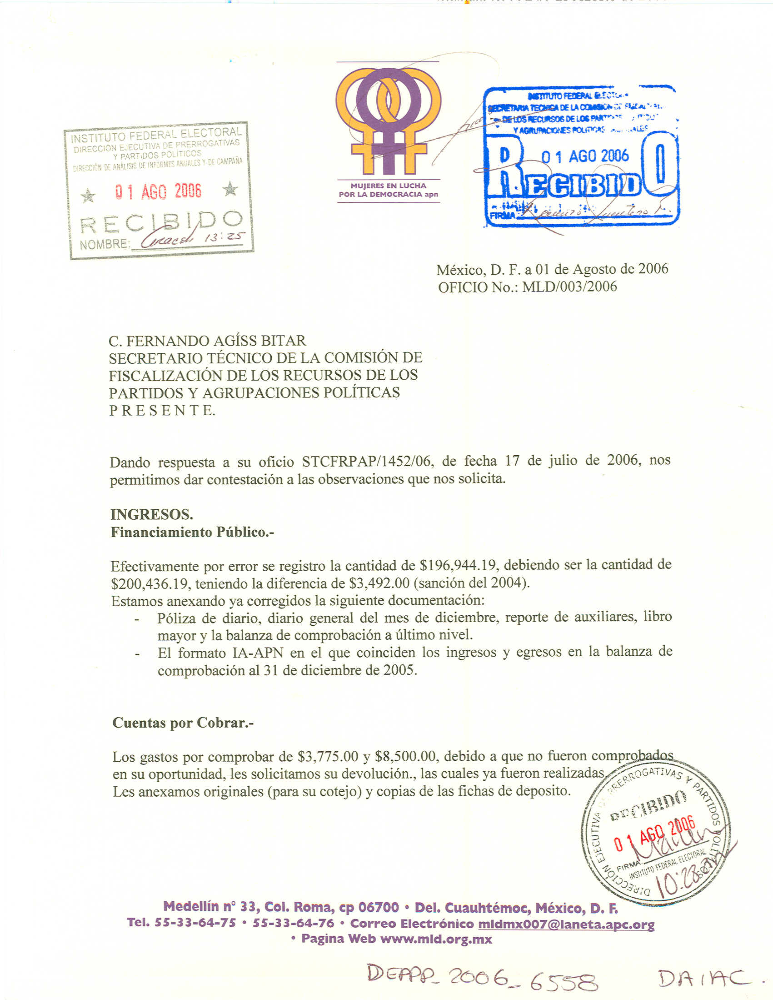 INSTITUTO FEDERAL ELECTORAL
DIRECCIÓN EJECUTIVA DE PRERROGATIVAS
Y PARTIDOS POLÍTICOS
DIRECCIÓN DE ANÁLISIS DE INFORMES ANUALES Y DE CAMPAÑA
01 AGO 2006
RECIBIDO
NOMBRE: Araceli 13:25
MUJERES EN LUCHA
POR LA DEMOCRACIA apn
INSTITUTO FEDERAL
SECRETARIA TECNICA DE LA COMISIÓN DE
DE LOS RECURSOS DE LOS
Y AGRUPACIONES POLITICAS
01 AGO 2006
RECIBIDO
FIRMA
México, D. F. a 01 de Agosto de 2006
OFICIO No.: MLD/003/2006
C. FERNANDO AGÍSS BITAR
SECRETARIO TÉCNICO DE LA COMISIÓN DE
FISCALIZACIÓN DE LOS RECURSOS DE LOS
PARTIDOS Y AGRUPACIONES POLÍTICAS
P R E S E N T E.
Dando respuesta a su oficio STCFRPAP/1452/06, de fecha 17 de julio de 2006, nos
permitimos dar contestación a las observaciones que nos solicita.
INGRESOS.
Financiamiento Público.-
Efectivamente por error se registro la cantidad de $196,944.19, debiendo ser la cantidad de
$200,436.19, teniendo la diferencia de $3,492.00 (sanción del 2004).
Estamos anexando ya corregidos la siguiente documentación:
- Póliza de diario, diario general del mes de diciembre, reporte de auxiliares, libro
mayor y la balanza de comprobación a último nivel.
- El formato IA-APN en el que coinciden los ingresos y egresos en la balanza de
comprobación al 31 de diciembre de 2005.
Cuentas por Cobrar.-
Los gastos por comprobar de $3,775.00 y $8,500.00, debido a que no fueron comprobados
en su oportunidad, les solicitamos su devolución., las cuales ya fueron realizadas.
Les anexamos originales (para su cotejo) y copias de las fichas de deposito.
DIRECCIÓN EJECUTIVA DE PRERROGATIVAS Y PARTIDOS POLÍTICOS
RECIBIDO
01 AGO 2006
FIRMA
INSTITUTO FEDERAL ELECTORAL
Medellín n° 33, Col. Roma, cp 06700 • Del. Cuauhtémoc, México, D. F.
Tel. 55-33-64-75 • 55-33-64-76 • Correo Electrónico mldmx007@laneta.apc.org
• Pagina Web www.mld.org.mx
DEPPP_2006_6558 DAIAC.